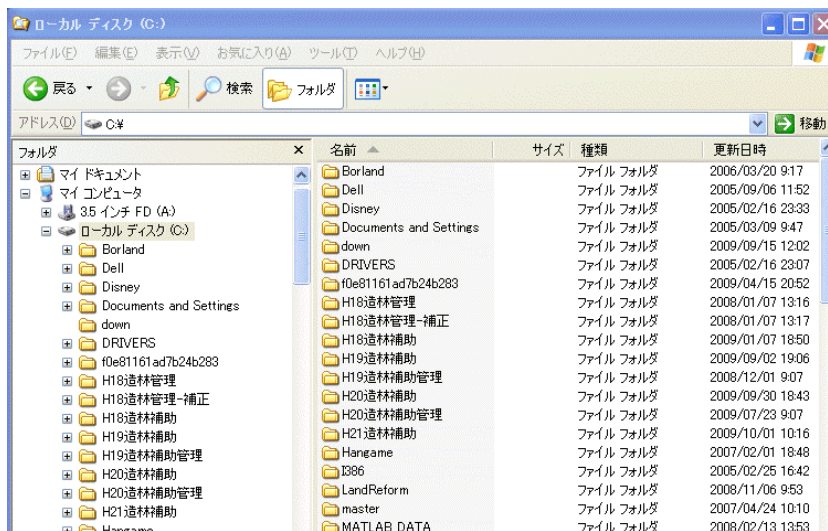 ローカル ディスク (C:)
ファイル(F) 編集(E) 表示(V) お気に入り(A) ツール(T) ヘルプ(H)
戻る 検索 フォルダ
アドレス(D) C:¥ 移動
フォルダ
マイ ドキュメント
マイ コンピュータ
3.5 インチ FD (A:)
ローカル ディスク (C:)
Borland
Dell
Disney
Documents and Settings
down
DRIVERS
f0e81161ad7b24b283
H18造林管理
H18造林管理-補正
H18造林補助
H19造林補助
H19造林補助管理
H20造林補助
H20造林補助管理
H21造林補助
Hangame
名前 サイズ 種類 更新日時
Borland ファイル フォルダ 2006/03/20 9:17
Dell ファイル フォルダ 2005/09/06 11:52
Disney ファイル フォルダ 2005/02/16 23:33
Documents and Settings ファイル フォルダ 2005/03/09 9:47
down ファイル フォルダ 2009/09/15 12:02
DRIVERS ファイル フォルダ 2005/02/16 23:07
f0e81161ad7b24b283 ファイル フォルダ 2009/04/15 20:52
H18造林管理 ファイル フォルダ 2008/01/07 13:16
H18造林管理-補正 ファイル フォルダ 2008/01/07 13:17
H18造林補助 ファイル フォルダ 2009/01/07 18:50
H19造林補助 ファイル フォルダ 2009/09/02 19:06
H19造林補助管理 ファイル フォルダ 2008/12/01 9:07
H20造林補助 ファイル フォルダ 2009/09/30 18:43
H20造林補助管理 ファイル フォルダ 2009/07/23 9:07
H21造林補助 ファイル フォルダ 2009/10/01 10:16
Hangame ファイル フォルダ 2007/02/01 18:48
I386 ファイル フォルダ 2005/02/25 16:42
LandReform ファイル フォルダ 2008/11/06 9:53
master ファイル フォルダ 2007/04/24 10:10
MATLAB DATA ファイル フォルダ 2008/02/13 13:53